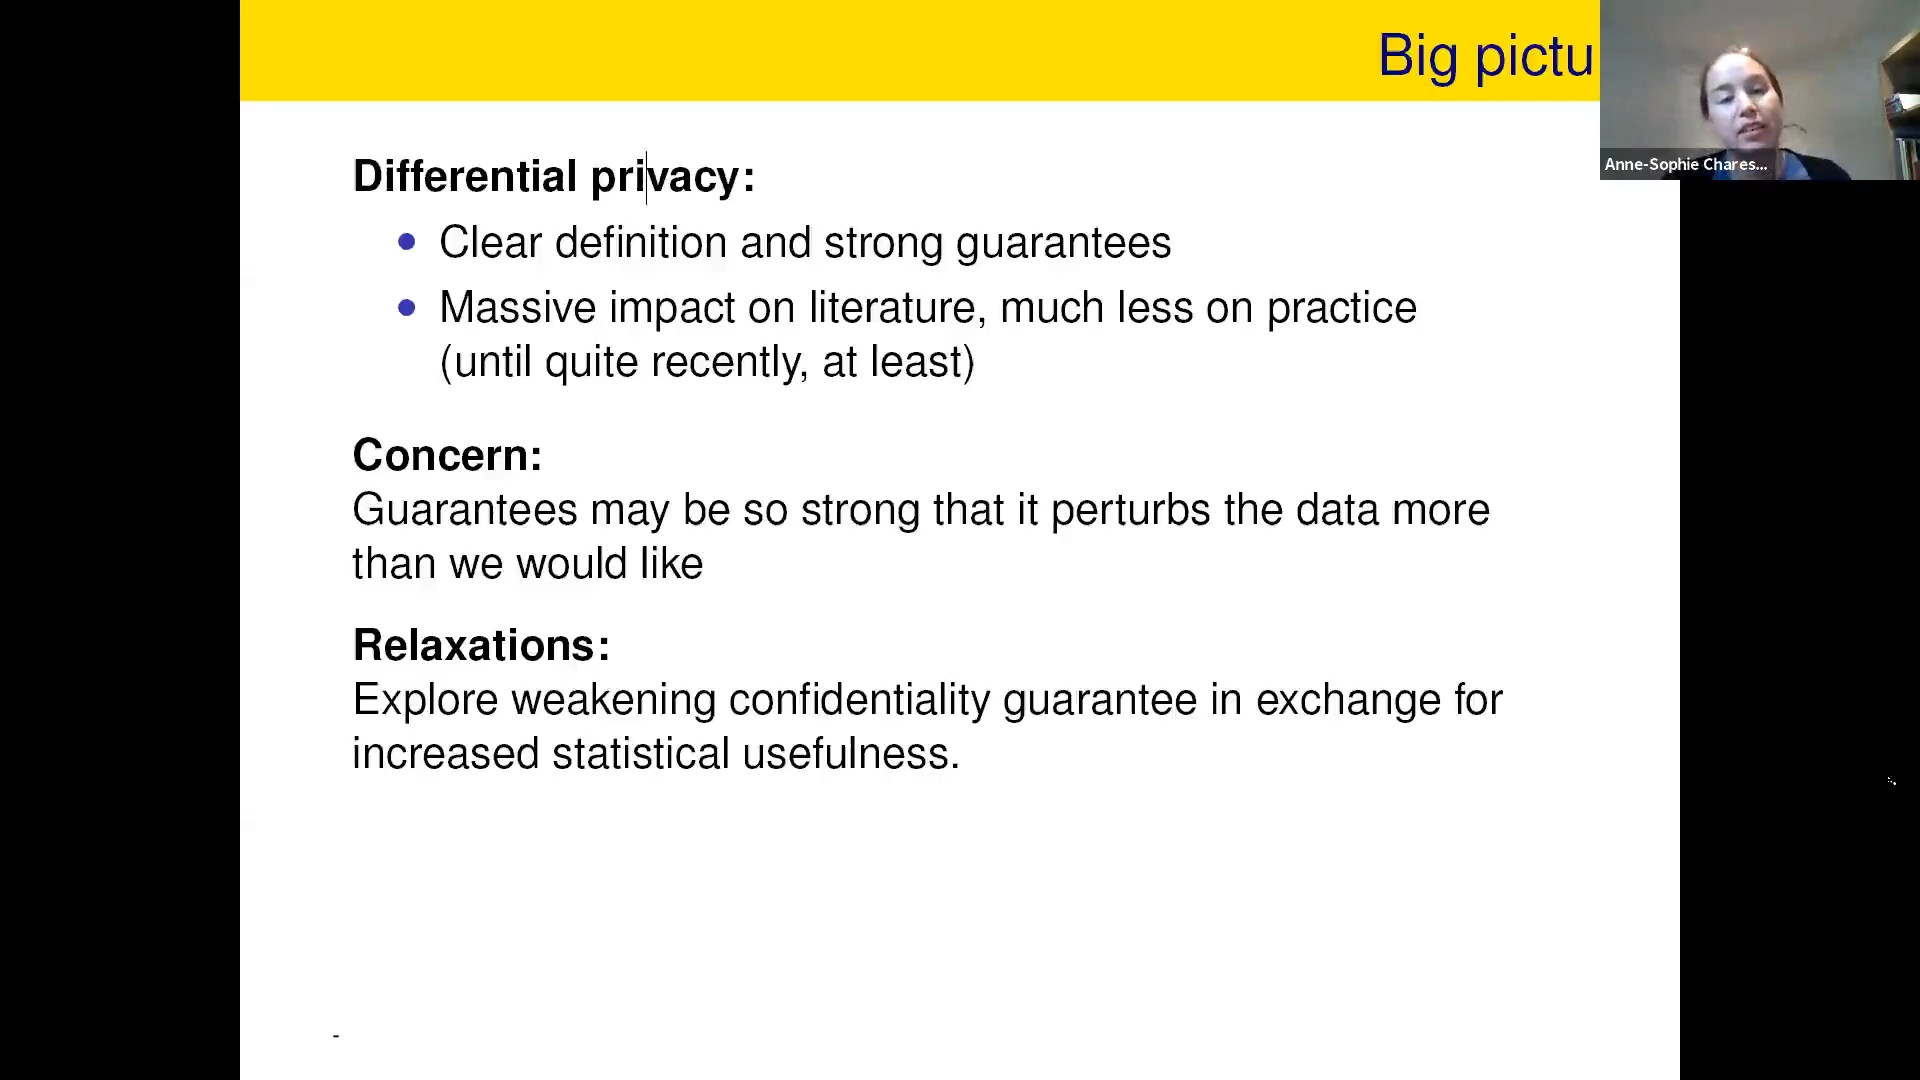 Big pictu
Anne-Sophie Chares...
Differential privacy:
• Clear definition and strong guarantees
• Massive impact on literature, much less on practice
(until quite recently, at least)
Concern:
Guarantees may be so strong that it perturbs the data more
than we would like
Relaxations:
Explore weakening confidentiality guarantee in exchange for
increased statistical usefulness.
-